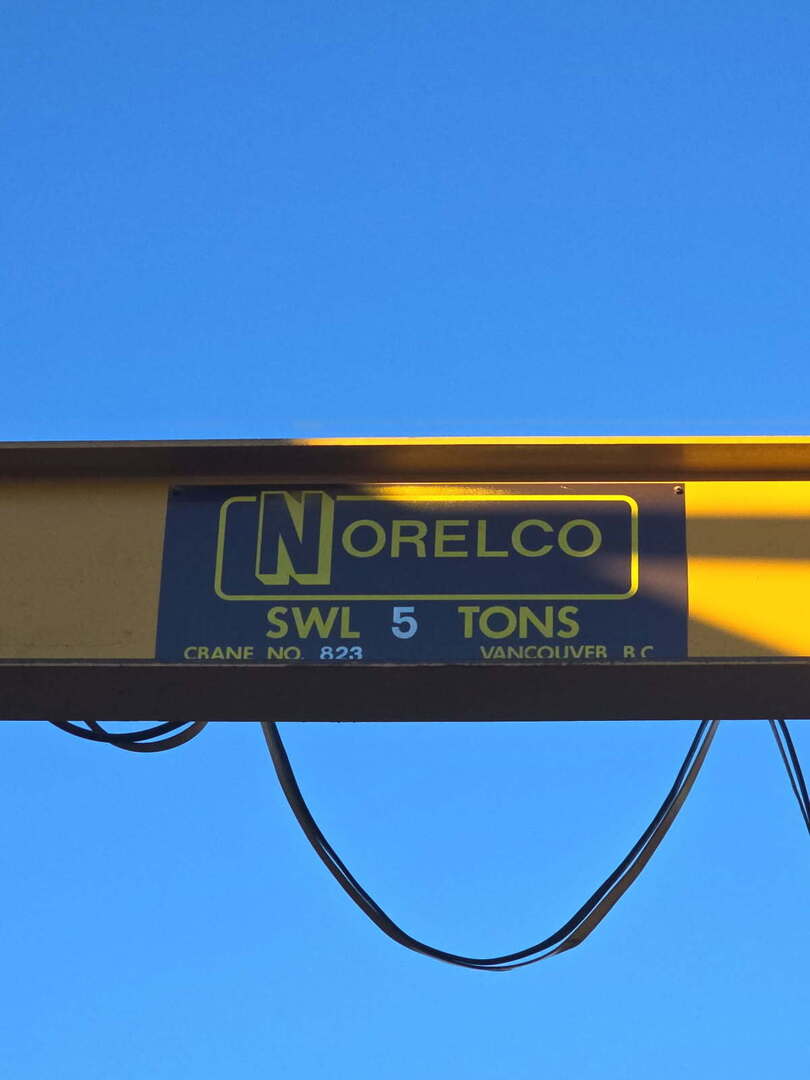 NORELCO
SWL 5 TONS
CRANE NO. 823 VANCOUVER B.C.